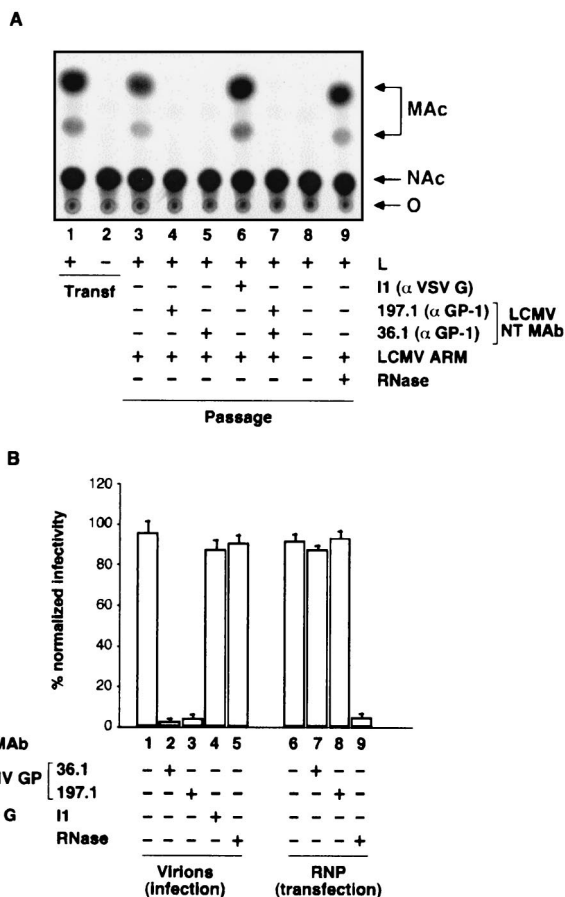 A
MAc
NAc
O
1 2 3 4 5 6 7 8 9
+ − + + + + + + + L
Transf
− − − + − − − I1 (α VSV G)
− + − − + − − 197.1 (α GP-1)
− − + − + − − 36.1 (α GP-1)
LCMV
NT MAb
+ + + + + − + LCMV ARM
− − − − − − + RNase
Passage
B
% normalized infectivity
120
100
80
60
40
20
0
MAb 1 2 3 4 5 6 7 8 9
V GP
36.1 − + − − − − + − −
197.1 − − + − − − − + −
G I1 − − − + − − − − −
RNase − − − − + − − − +
Virions
(infection)
RNP
(transfection)